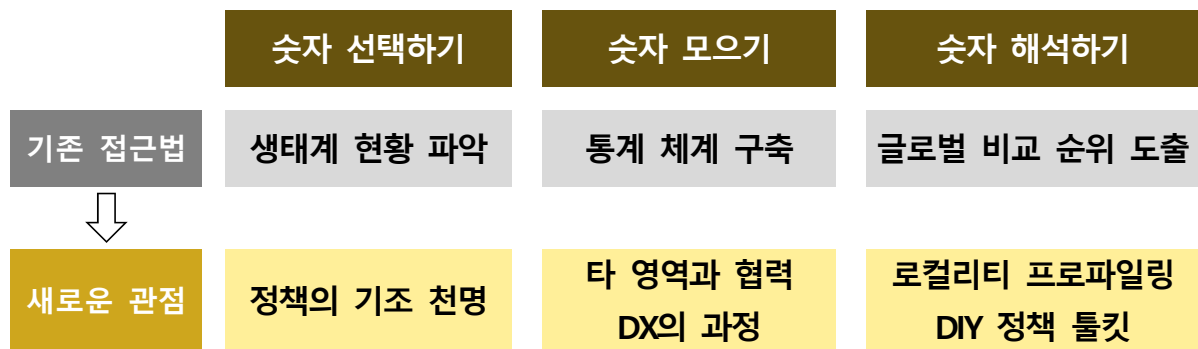 숫자 선택하기
숫자 모으기
숫자 해석하기
기존 접근법
생태계 현황 파악
통계 체계 구축
글로벌 비교 순위 도출
새로운 관점
정책의 기조 천명
타 영역과 협력
DX의 과정
로컬리티 프로파일링
DIY 정책 툴킷